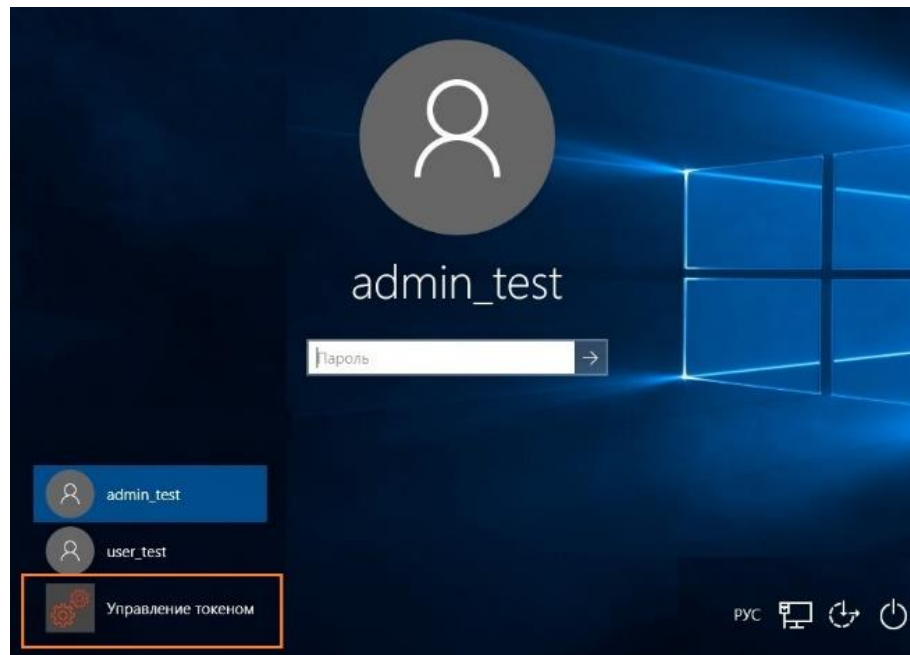 admin_test
Пароль
admin_test
user_test
Управление токеном
РУС